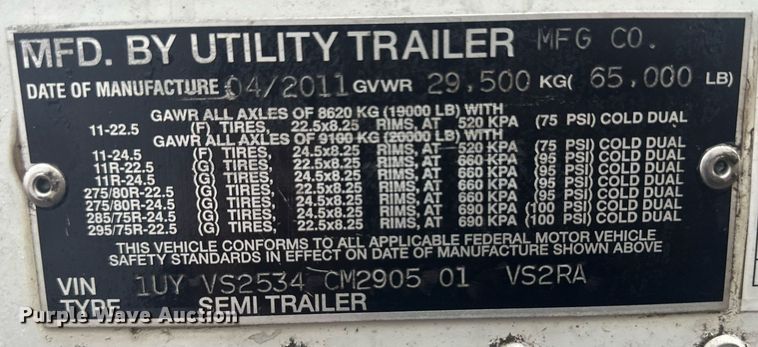 MFD. BY UTILITY TRAILER MFG CO.
DATE OF MANUFACTURE 04/2011 GVWR 29,500 KG( 65,000 LB)
GAWR ALL AXLES OF 8620 KG (19000 LB) WITH
11-22.5 (F) TIRES, 22.5x8.25 RIMS, AT 520 KPA (75 PSI) COLD DUAL
GAWR ALL AXLES OF 9100 KG (20000 LB) WITH
11-24.5 (F) TIRES, 24.5x8.25 RIMS, AT 520 KPA (75 PSI) COLD DUAL
11R-22.5 (G) TIRES, 22.5x8.25 RIMS, AT 660 KPA (95 PSI) COLD DUAL
11R-24.5 (G) TIRES, 24.5x8.25 RIMS, AT 660 KPA (95 PSI) COLD DUAL
275/80R-22.5 (G) TIRES, 22.5x8.25 RIMS, AT 660 KPA (95 PSI) COLD DUAL
275/80R-24.5 (G) TIRES, 24.5x8.25 RIMS, AT 660 KPA (95 PSI) COLD DUAL
285/75R-24.5 (G) TIRES, 24.5x8.25 RIMS, AT 690 KPA (100 PSI) COLD DUAL
295/75R-22.5 (G) TIRES, 22.5x8.25 RIMS, AT 690 KPA (100 PSI) COLD DUAL
THIS VEHICLE CONFORMS TO ALL APPLICABLE FEDERAL MOTOR VEHICLE
SAFETY STANDARDS IN EFFECT ON DATE OF MANUFACTURE SHOWN ABOVE
VIN 1UY VS2534 CM2905 01 VS2RA
TYPE SEMI TRAILER
Purple Wave Auction